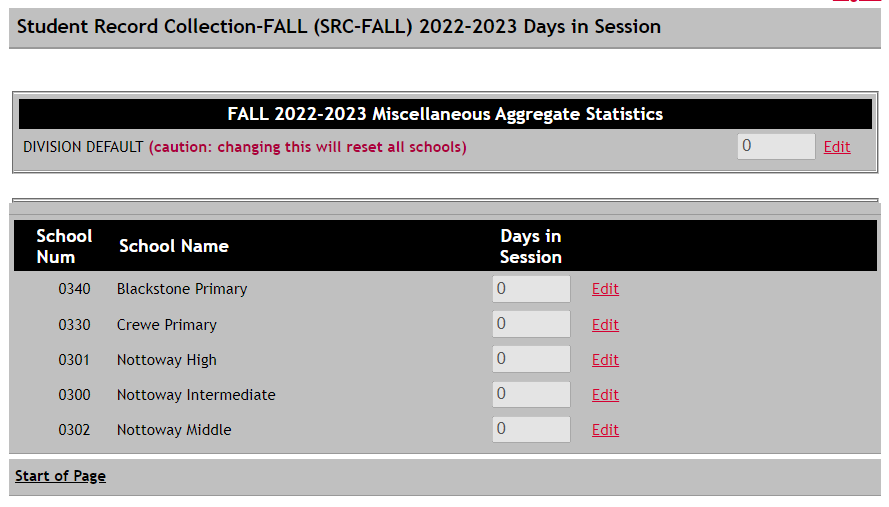 Student Record Collection-FALL (SRC-FALL) 2022-2023 Days in Session
FALL 2022-2023 Miscellaneous Aggregate Statistics
DIVISION DEFAULT (caution: changing this will reset all schools) 0 Edit
School Num School Name Days in Session
0340 Blackstone Primary 0 Edit
0330 Crewe Primary 0 Edit
0301 Nottoway High 0 Edit
0300 Nottoway Intermediate 0 Edit
0302 Nottoway Middle 0 Edit
Start of Page